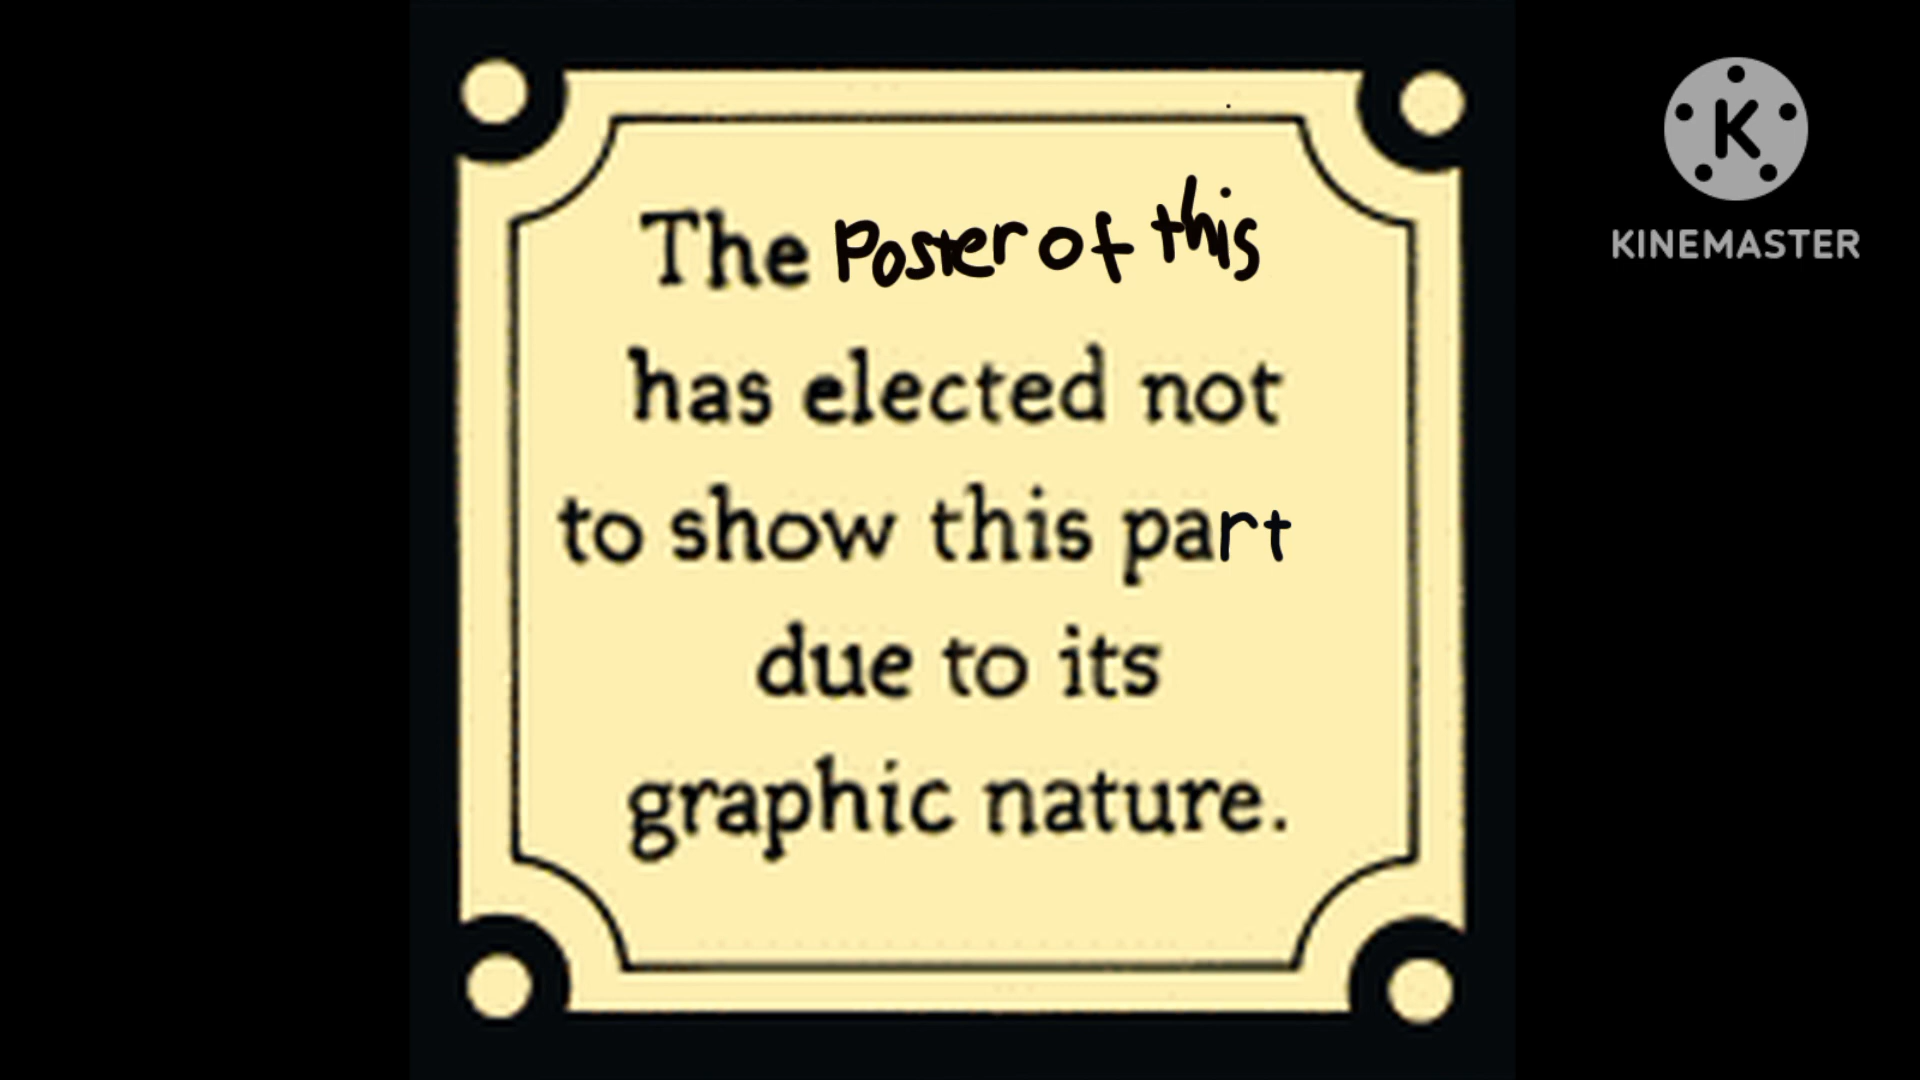 The Poster of this
has elected not
to show this part
due to its
graphic nature.
K
KINEMASTER